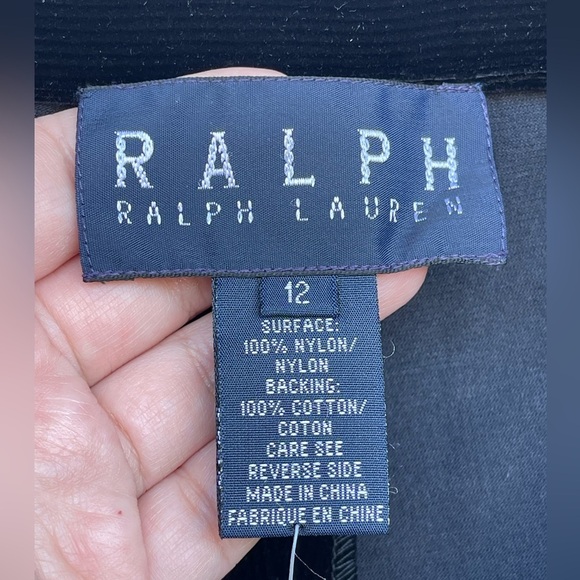 RALPH
RALPH LAUREN
12
SURFACE:
100% NYLON/
NYLON
BACKING:
100% COTTON/
COTON
CARE SEE
REVERSE SIDE
MADE IN CHINA
FABRIQUE EN CHINE